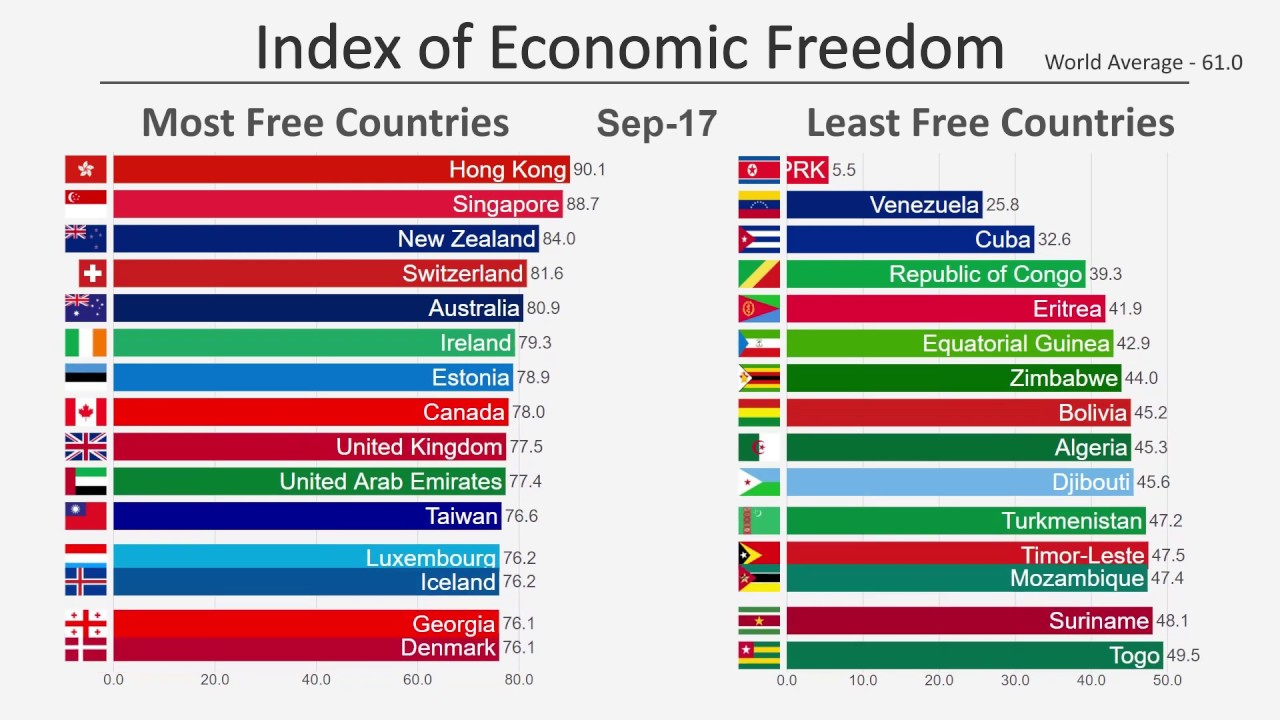 Index of Economic Freedom
World Average - 61.0
Most Free Countries
Sep-17
Least Free Countries
Hong Kong 90.1
Singapore 88.7
New Zealand 84.0
Switzerland 81.6
Australia 80.9
Ireland 79.3
Estonia 78.9
Canada 78.0
United Kingdom 77.5
United Arab Emirates 77.4
Taiwan 76.6
Luxembourg 76.2
Iceland 76.2
Georgia 76.1
Denmark 76.1
0.0 20.0 40.0 60.0 80.0
PRK 5.5
Venezuela 25.8
Cuba 32.6
Republic of Congo 39.3
Eritrea 41.9
Equatorial Guinea 42.9
Zimbabwe 44.0
Bolivia 45.2
Algeria 45.3
Djibouti 45.6
Turkmenistan 47.2
Timor-Leste 47.5
Mozambique 47.4
Suriname 48.1
Togo 49.5
0.0 10.0 20.0 30.0 40.0 50.0